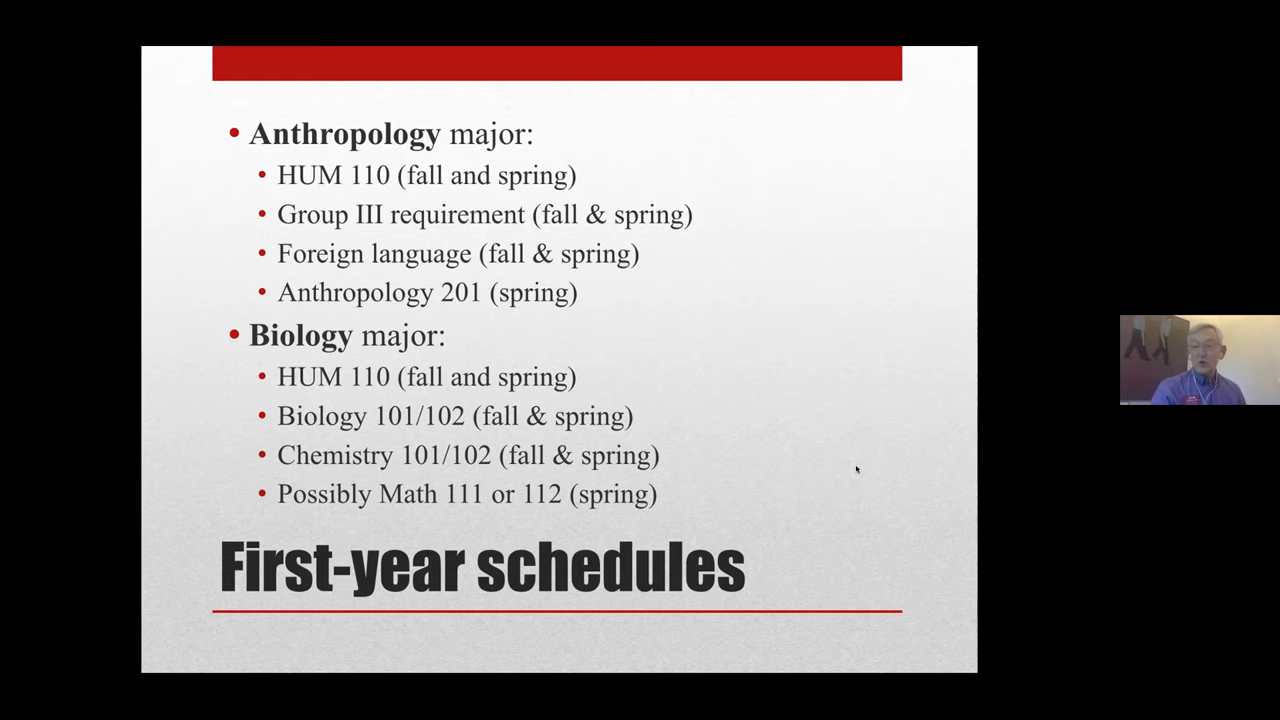 • Anthropology major:
• HUM 110 (fall and spring)
• Group III requirement (fall & spring)
• Foreign language (fall & spring)
• Anthropology 201 (spring)
• Biology major:
• HUM 110 (fall and spring)
• Biology 101/102 (fall & spring)
• Chemistry 101/102 (fall & spring)
• Possibly Math 111 or 112 (spring)
First-year schedules